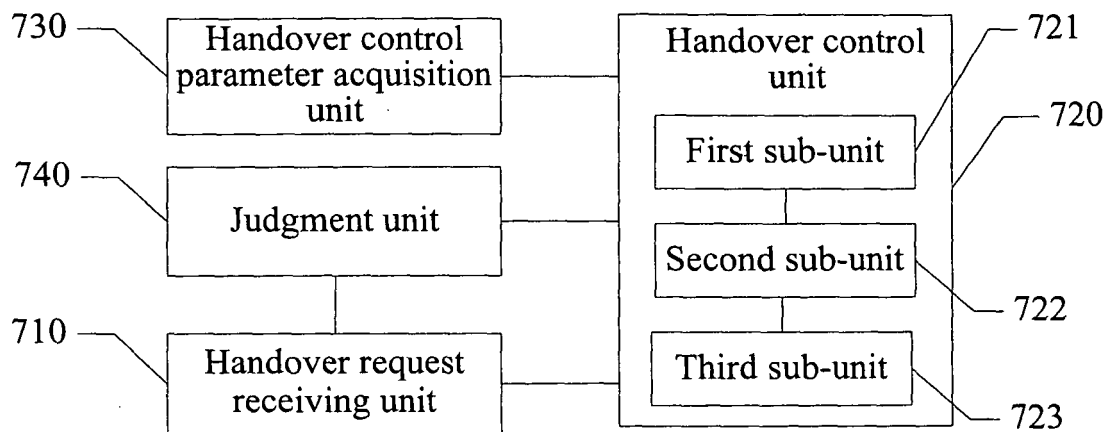 730
Handover control
parameter acquisition
unit
740
Judgment unit
710
Handover request
receiving unit
Handover control
unit
721
720
First sub-unit
Second sub-unit
722
Third sub-unit
723